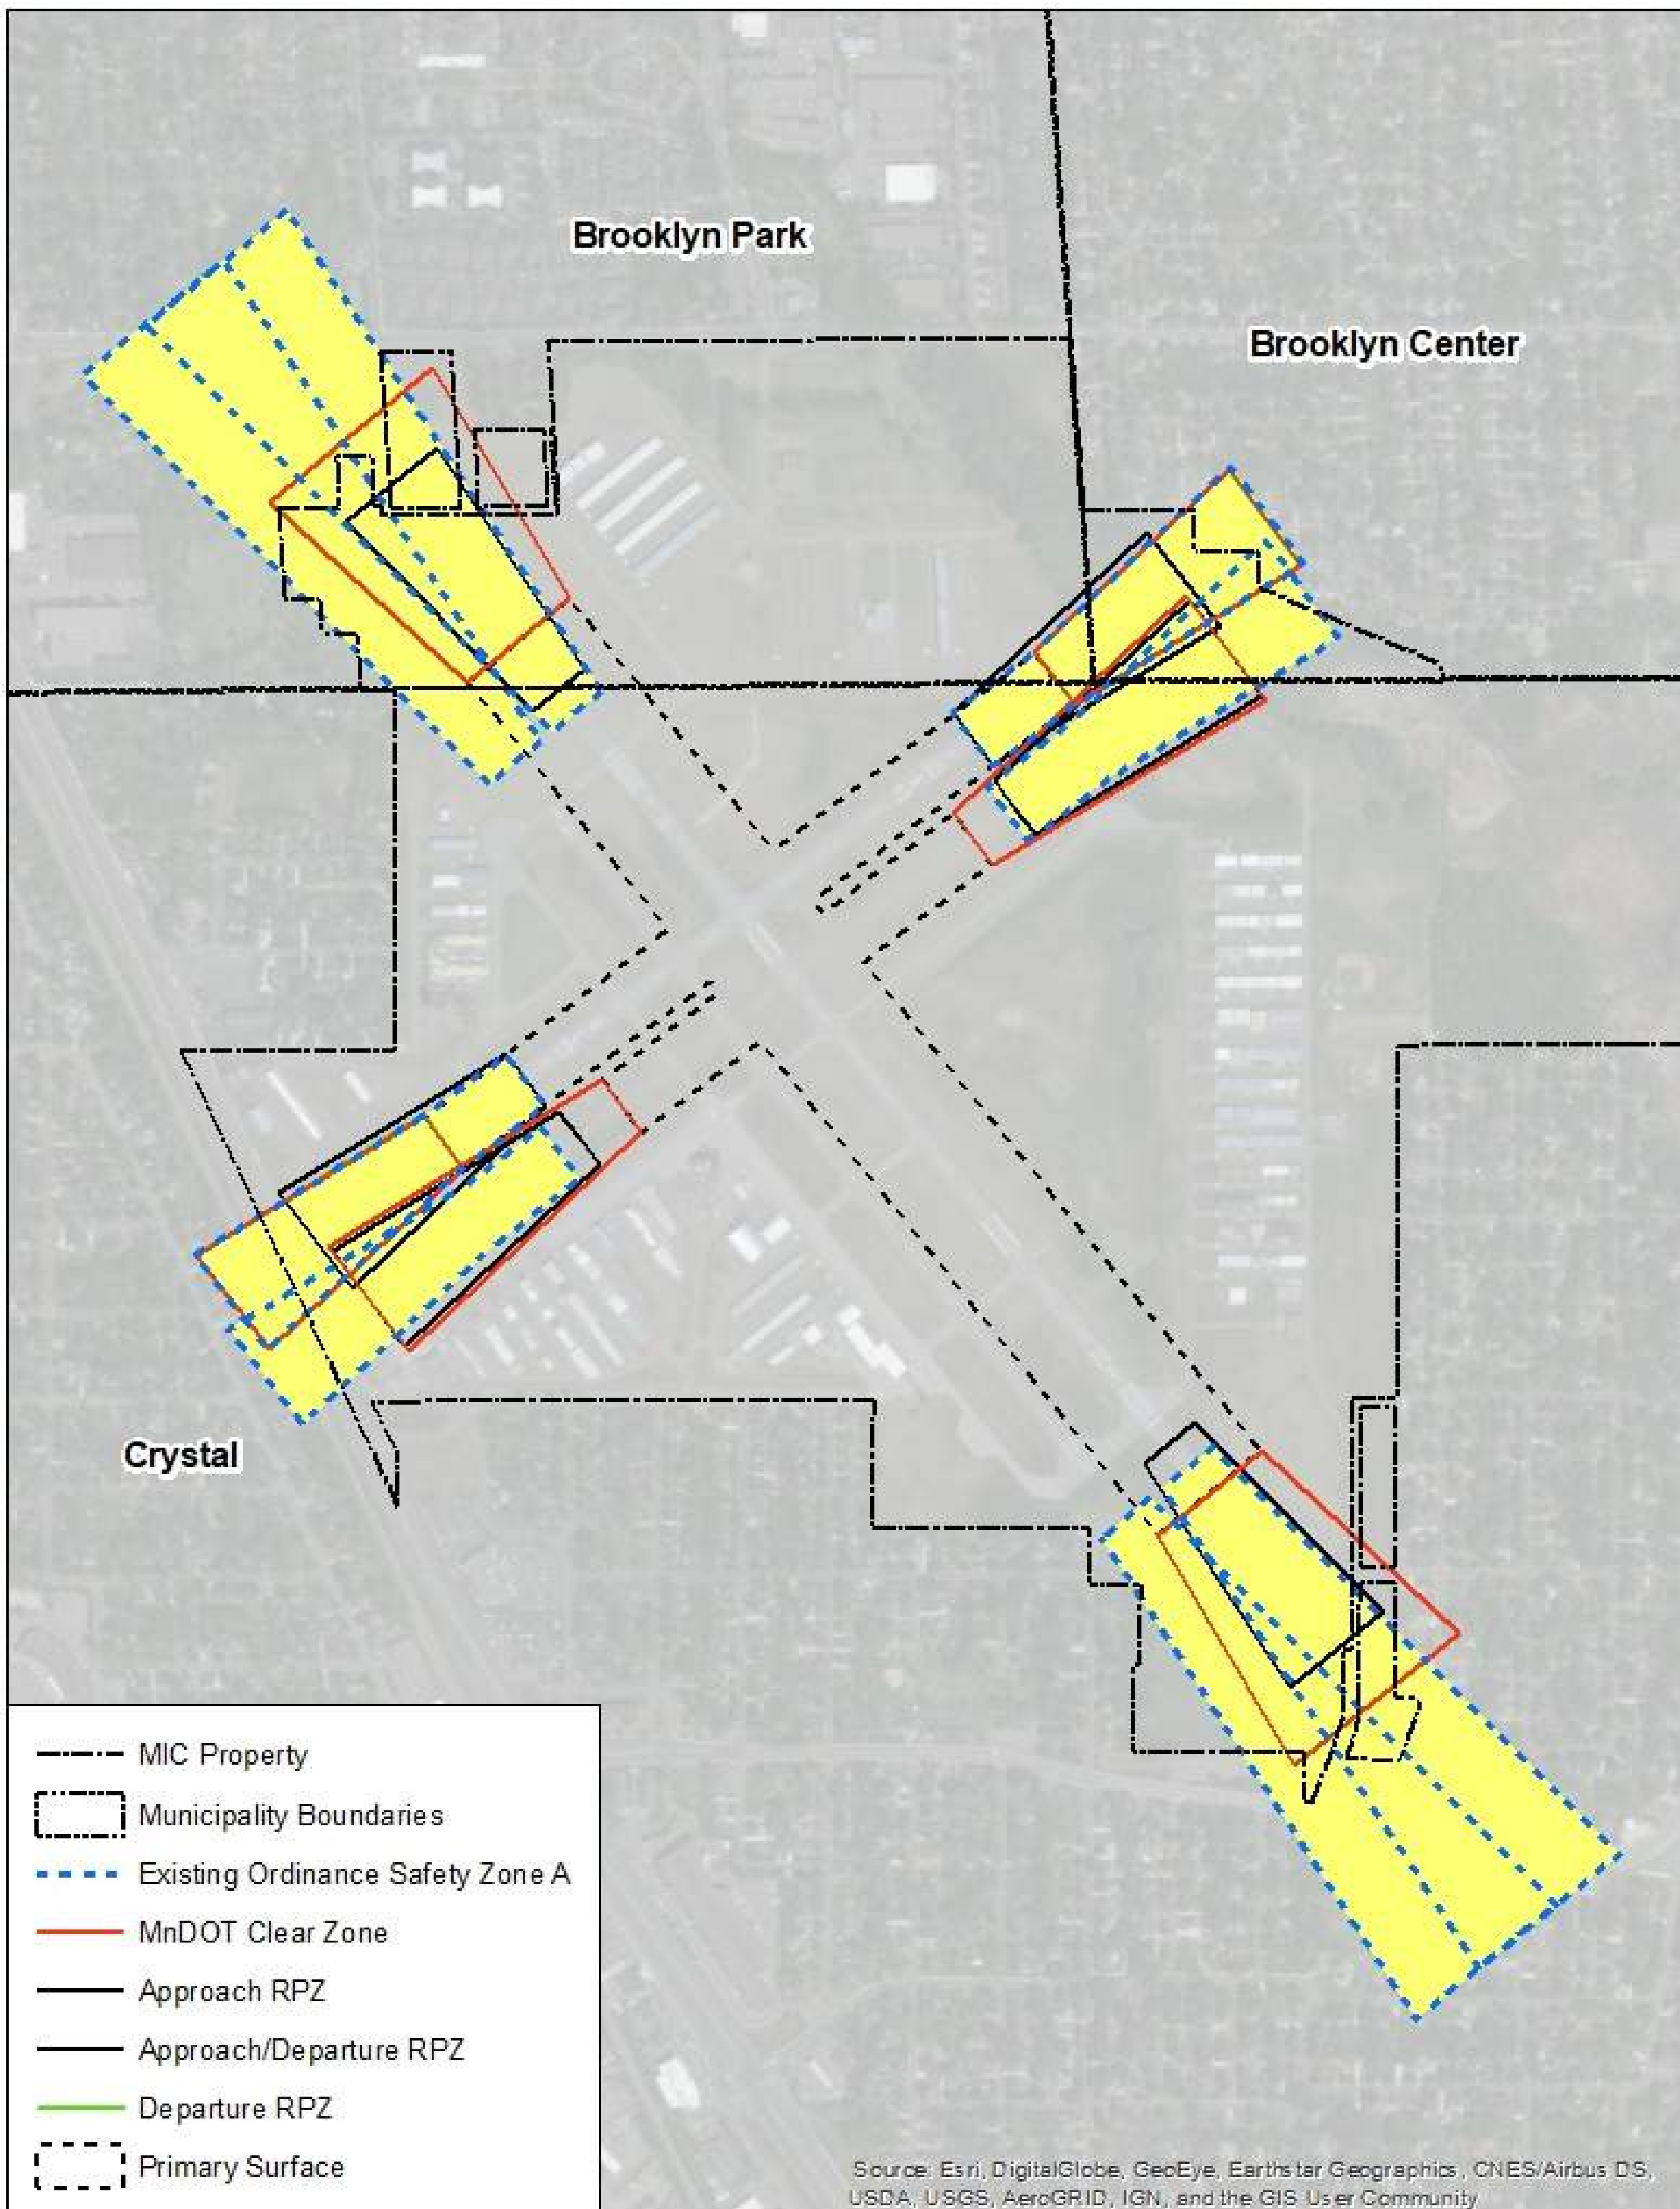 Brooklyn Park
Brooklyn Center
Crystal
MIC Property
Municipality Boundaries
Existing Ordinance Safety Zone A
MnDOT Clear Zone
Approach RPZ
Approach/Departure RPZ
Departure RPZ
Primary Surface
Source: Esri, DigitalGlobe, GeoEye, Earthstar Geographics, CNES/Airbus DS,
USDA, USGS, AeroGRID, IGN, and the GIS User Community